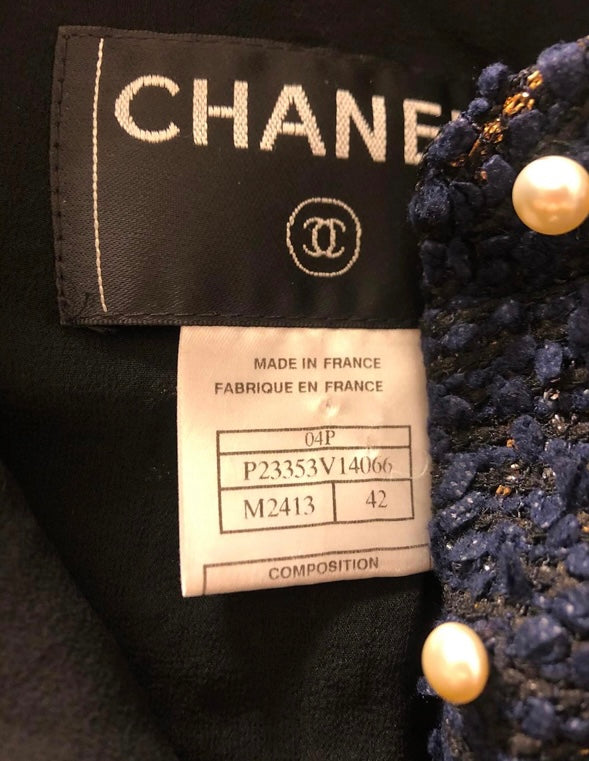 CHANE
MADE IN FRANCE
FABRIQUE EN FRANCE
04P
P23353V14066
M2413 42
COMPOSITION